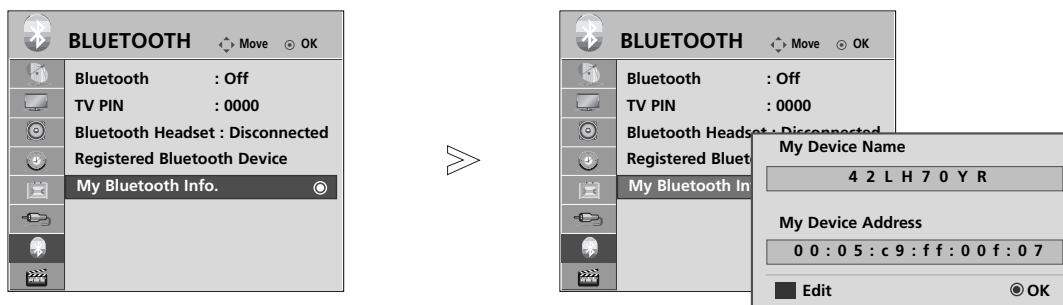 BLUETOOTH Move OK
Bluetooth : Off
TV PIN : 0000
Bluetooth Headset : Disconnected
Registered Bluetooth Device
My Bluetooth Info.
BLUETOOTH Move OK
Bluetooth : Off
TV PIN : 0000
Bluetooth Headset : Disconnected
Registered Bluet
My Bluetooth In
My Device Name
4 2 L H 7 0 Y R
My Device Address
0 0 : 0 5 : c 9 : f f : 0 0 f : 0 7
Edit OK